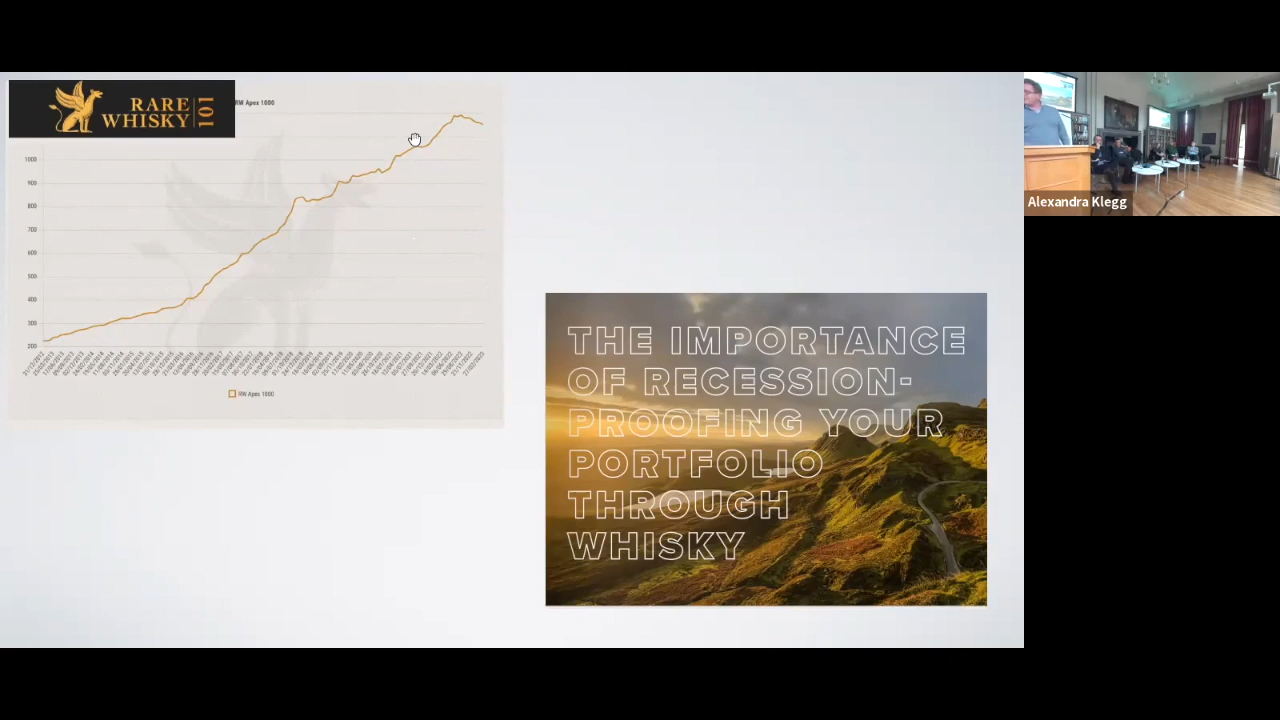 RARE
WHISKY
101
RW Apex 1000
1000
900
800
700
600
500
400
300
200
RW Apex 1000
THE IMPORTANCE
OF RECESSION-
PROOFING YOUR
PORTFOLIO
THROUGH
WHISKY
Alexandra Klegg